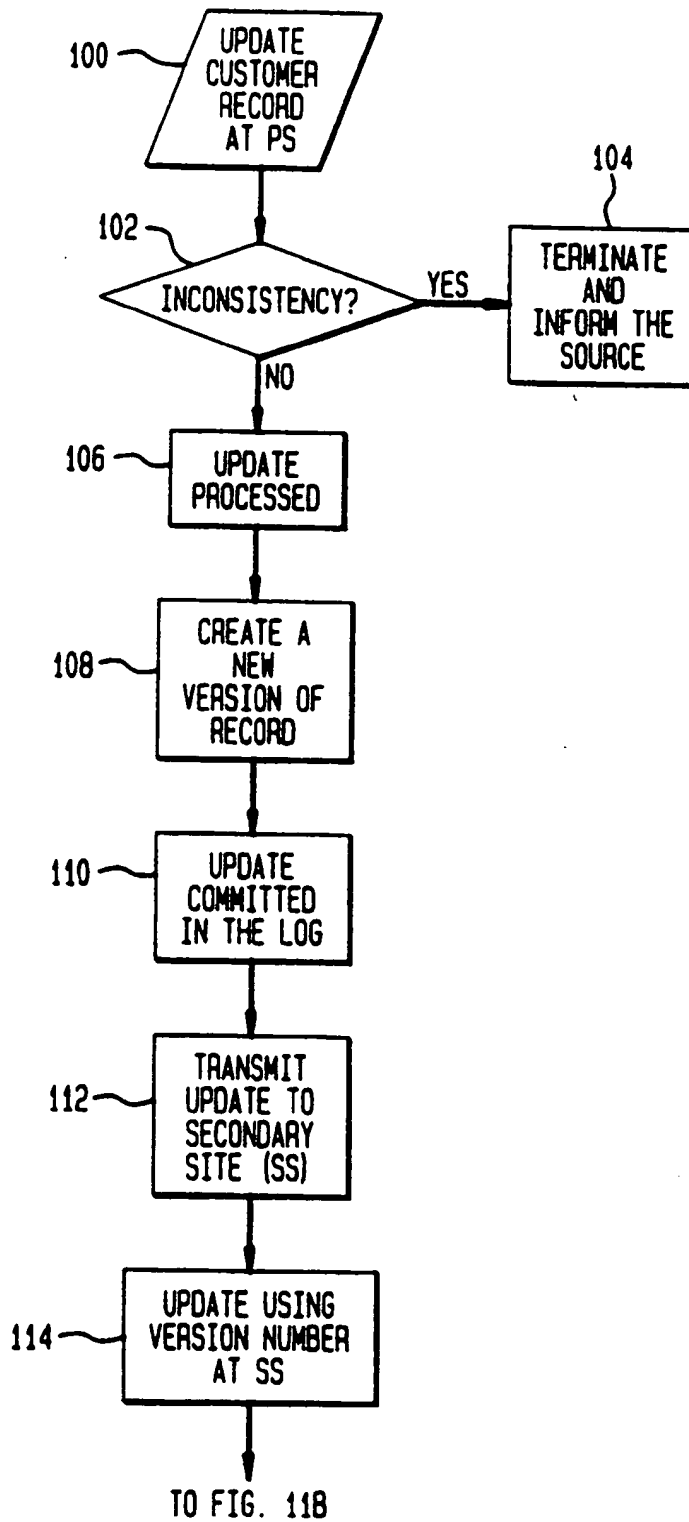 100
UPDATE
CUSTOMER
RECORD
AT PS
102
INCONSISTENCY?
YES
104
TERMINATE
AND
INFORM THE
SOURCE
NO
106
UPDATE
PROCESSED
108
CREATE A
NEW
VERSION OF
RECORD
110
UPDATE
COMMITTED
IN THE LOG
112
TRANSMIT
UPDATE TO
SECONDARY
SITE (SS)
114
UPDATE USING
VERSION NUMBER
AT SS
TO FIG. 11B